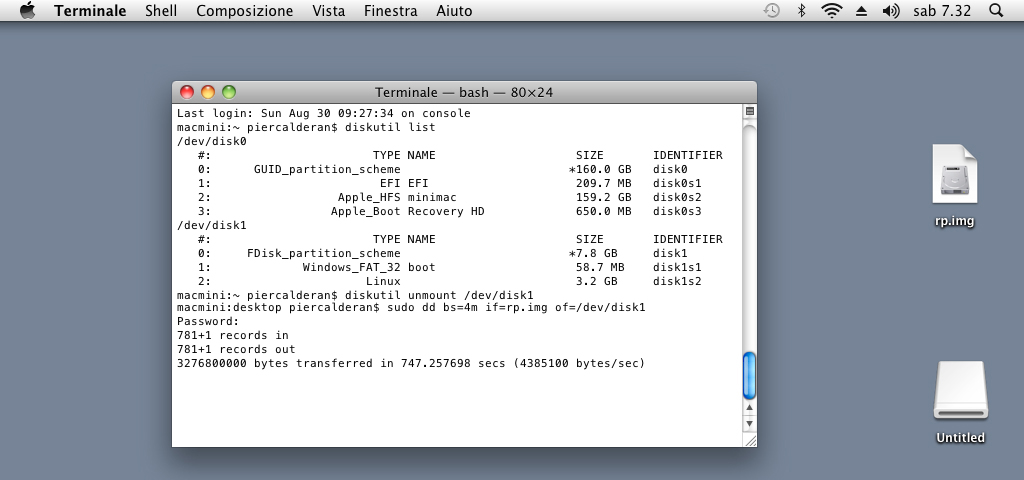 Terminale Shell Composizione Vista Finestra Aiuto sab 7.32
Terminale — bash — 80×24
Last login: Sun Aug 30 09:27:34 on console
macmini:~ piercalderan$ diskutil list
/dev/disk0
#: TYPE NAME SIZE IDENTIFIER
0: GUID_partition_scheme *160.0 GB disk0
1: EFI EFI 209.7 MB disk0s1
2: Apple_HFS minimac 159.2 GB disk0s2
3: Apple_Boot Recovery HD 650.0 MB disk0s3
/dev/disk1
#: TYPE NAME SIZE IDENTIFIER
0: FDisk_partition_scheme *7.8 GB disk1
1: Windows_FAT_32 boot 58.7 MB disk1s1
2: Linux 3.2 GB disk1s2
macmini:~ piercalderan$ diskutil unmount /dev/disk1
macmini:desktop piercalderan$ sudo dd bs=4m if=rp.img of=/dev/disk1
Password:
781+1 records in
781+1 records out
3276800000 bytes transferred in 747.257698 secs (4385100 bytes/sec)
rp.img
Untitled